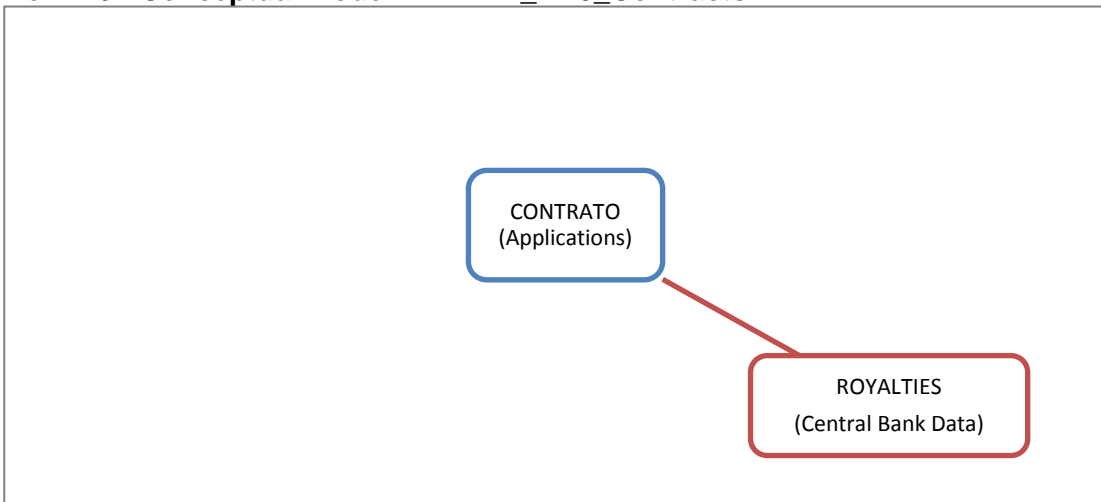 CONTRATO
(Applications)
ROYALTIES
(Central Bank Data)